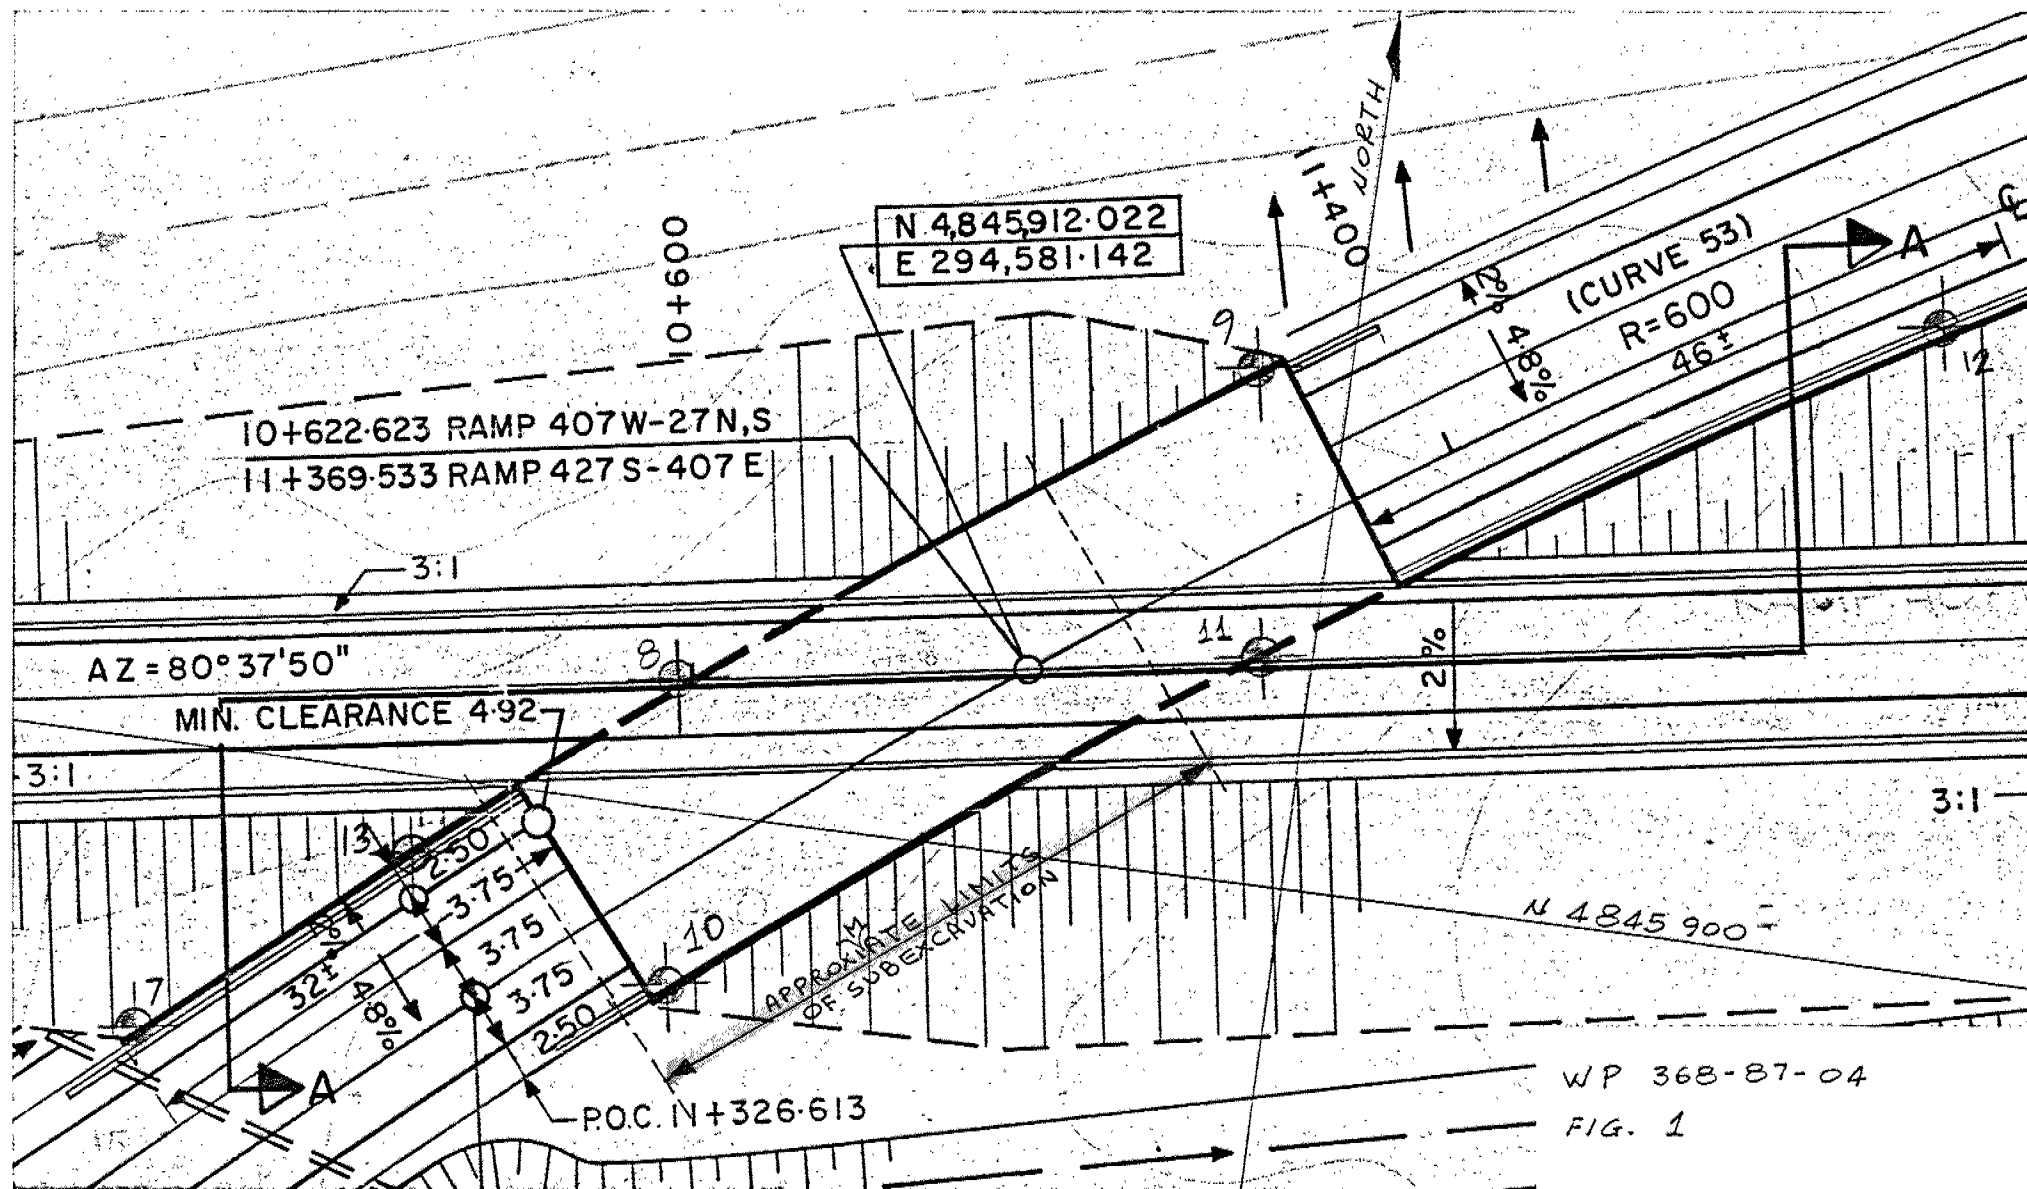 NORTH
11+400
10+600
N 4,845,912·022
E 294,581·142
A
(CURVE 53)
R=600
46±
2%
4·8%
9
12
10+622·623 RAMP 407W-27N,S
11+369·533 RAMP 427S-407E
3:1
8
11
AZ=80°37'50"
2%
MIN. CLEARANCE 4·92
3:1
3:1
13
2·50
3·75
3·75
3·75
2·50
32±
4·8%
10
7
APPROXIMATE LIMITS
OF SUBEXCAVATION
N 4845 900
A
P.O.C. 11+326·613
WP 368-87-04
FIG. 1